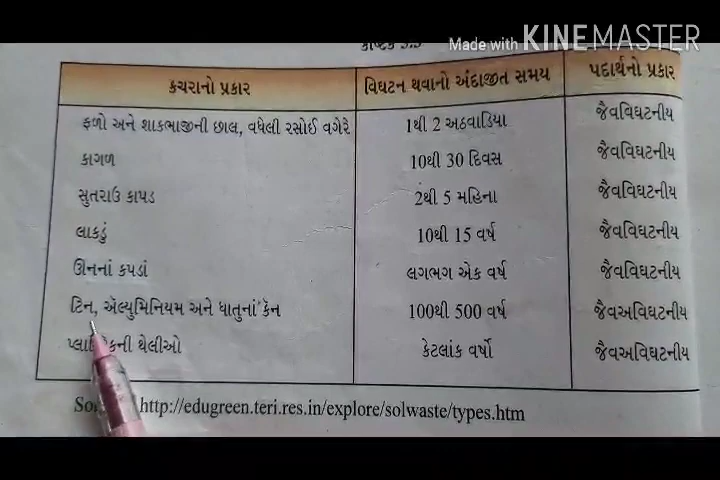 Made with KINEMASTER
કોષ્ટક
કચરાનો પ્રકાર વિઘટન થવાનો અંદાજીત સમય પદાર્થનો પ્રકાર
ફળો અને શાકભાજીની છાલ, વધેલી રસોઈ વગેરે 1થી 2 અઠવાડિયા જૈવવિઘટનીય
કાગળ 10થી 30 દિવસ જૈવવિઘટનીય
સુતરાઉ કાપડ 2થી 5 મહિના જૈવવિઘટનીય
લાકડું 10થી 15 વર્ષ જૈવવિઘટનીય
ઊનનાં કપડાં લગભગ એક વર્ષ જૈવવિઘટનીય
ટિન, ઍલ્યુમિનિયમ અને ધાતુનાં કૅન 100થી 500 વર્ષ જૈવઅવિઘટનીય
થેલીઓ કેટલાંક વર્ષો જૈવઅવિઘટનીય
http://edugreen.teri.res.in/explore/solwaste/types.htm